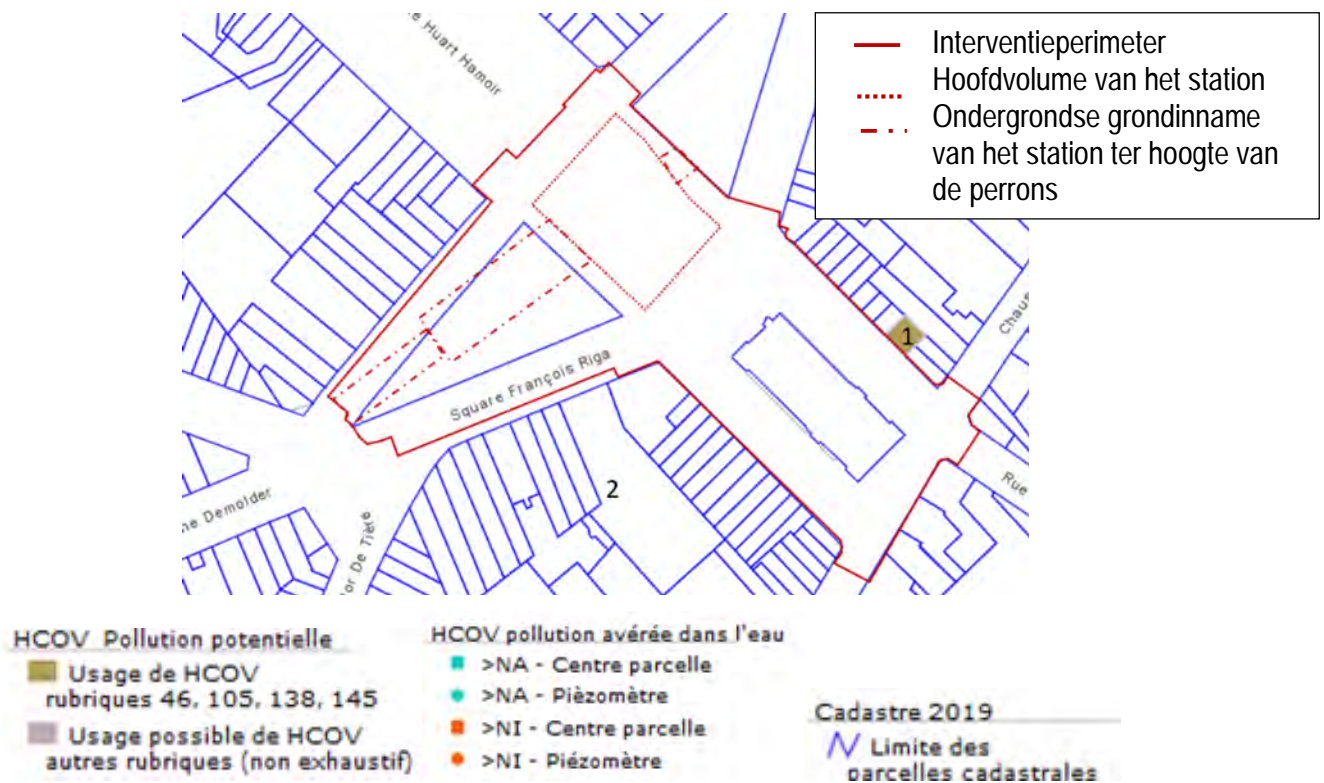 Interventieperimeter
Hoofdvolume van het station
Ondergrondse grondinname
van het station ter hoogte van
de perrons
Huart Hamoir
1
Square François Riga
2
Demolder
De Tière
Rue
HCOV Pollution potentielle
Usage de HCOV
rubriques 46, 105, 138, 145
Usage possible de HCOV
autres rubriques (non exhaustif)
HCOV pollution avérée dans l'eau
>NA - Centre parcelle
>NA - Pièzomètre
>NI - Centre parcelle
>NI - Piézomètre
Cadastre 2019
Limite des
parcelles cadastrales